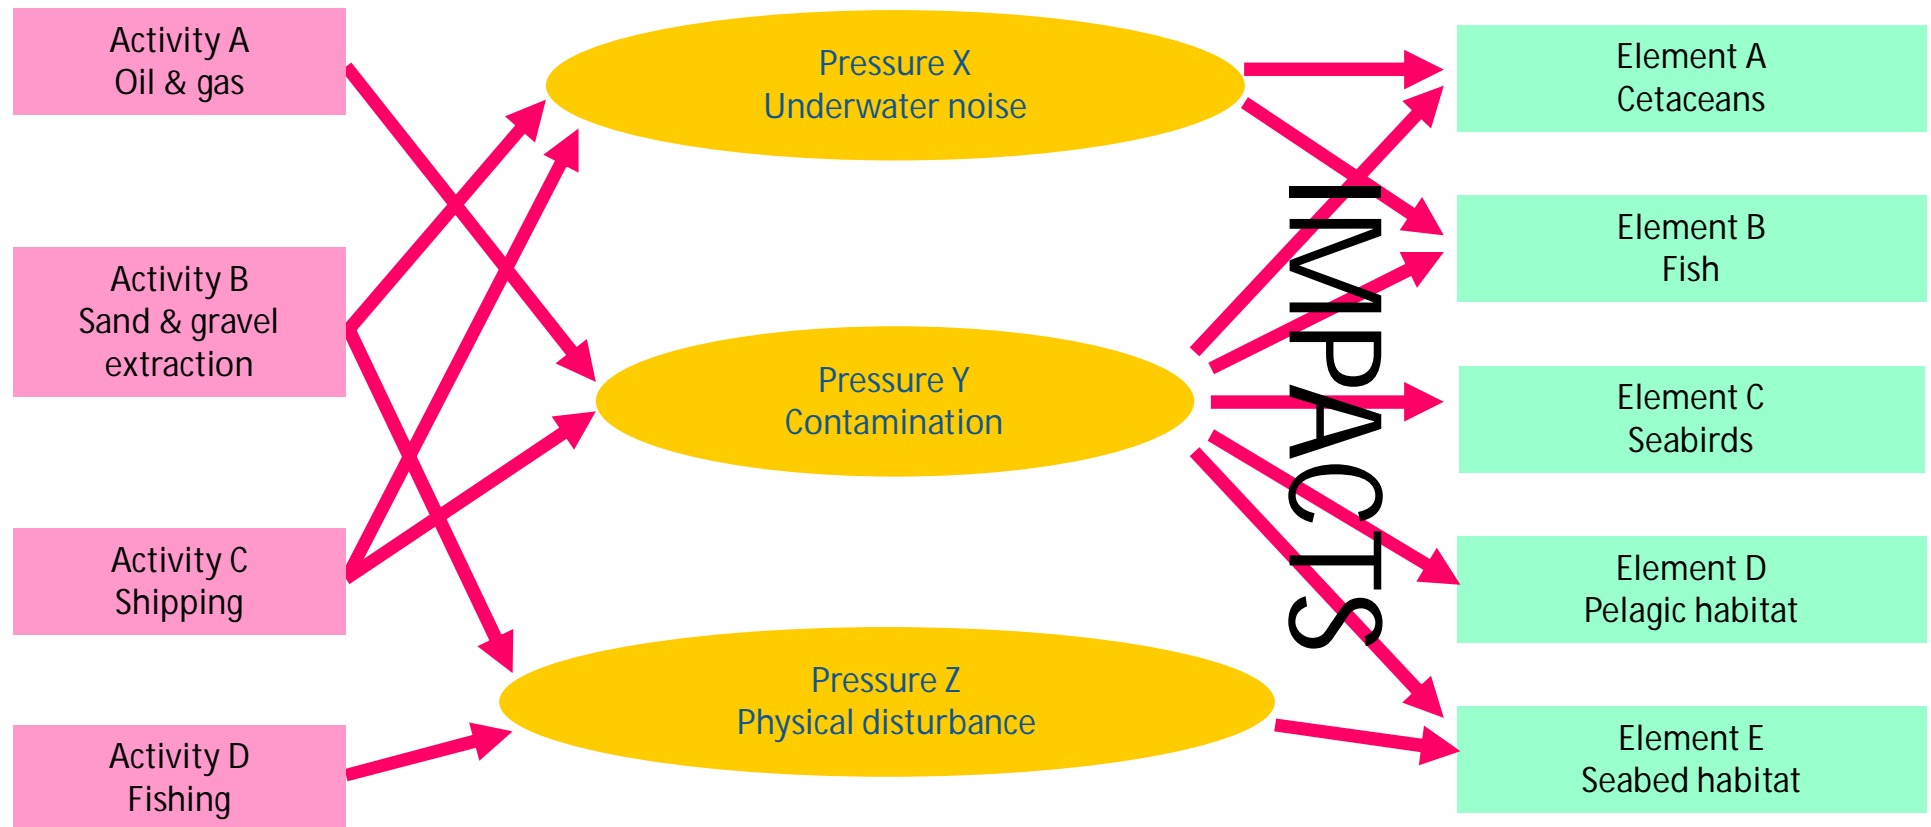 Activity A
Oil & gas
Activity B
Sand & gravel
extraction
Activity C
Shipping
Activity D
Fishing
Pressure X
Underwater noise
Pressure Y
Contamination
Pressure Z
Physical disturbance
IMPACTS
Element A
Cetaceans
Element B
Fish
Element C
Seabirds
Element D
Pelagic habitat
Element E
Seabed habitat